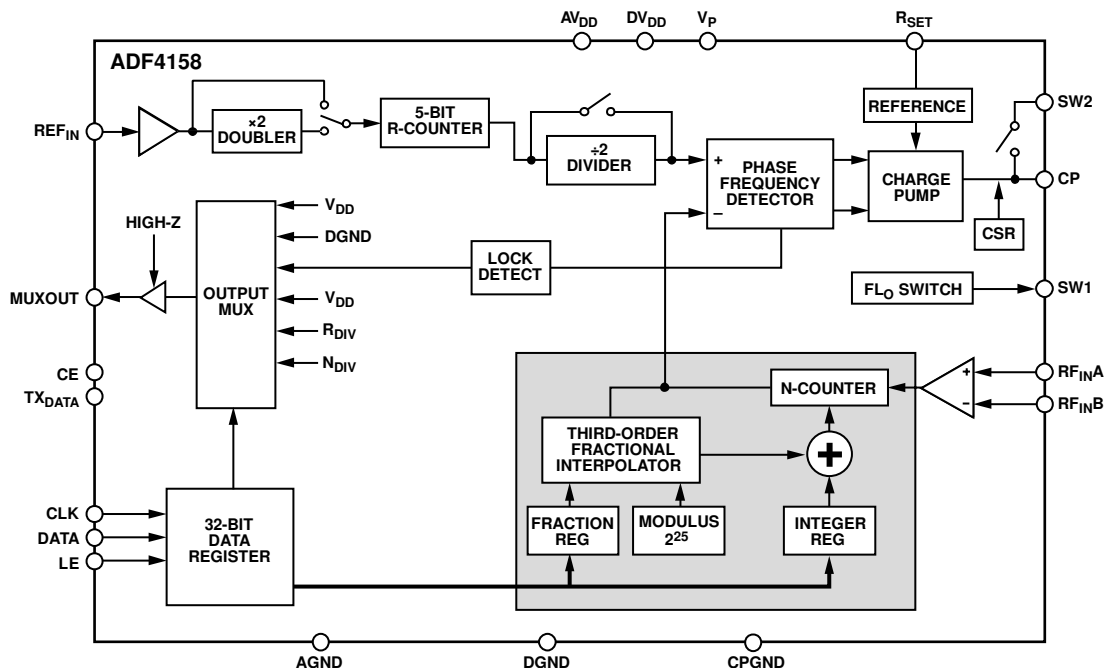 AVDD DVDD VP RSET
ADF4158
REFIN
×2
DOUBLER
5-BIT
R-COUNTER
÷2
DIVIDER
+
–
PHASE
FREQUENCY
DETECTOR
REFERENCE
CHARGE
PUMP
CSR
SW2
CP
HIGH-Z
MUXOUT
OUTPUT
MUX
VDD
DGND
LOCK
DETECT
VDD
RDIV
NDIV
FLO SWITCH
SW1
CE
TXDATA
N-COUNTER
+
–
RFINA
RFINB
THIRD-ORDER
FRACTIONAL
INTERPOLATOR
+
CLK
DATA
LE
32-BIT
DATA
REGISTER
FRACTION
REG
MODULUS
2²⁵
INTEGER
REG
AGND DGND CPGND